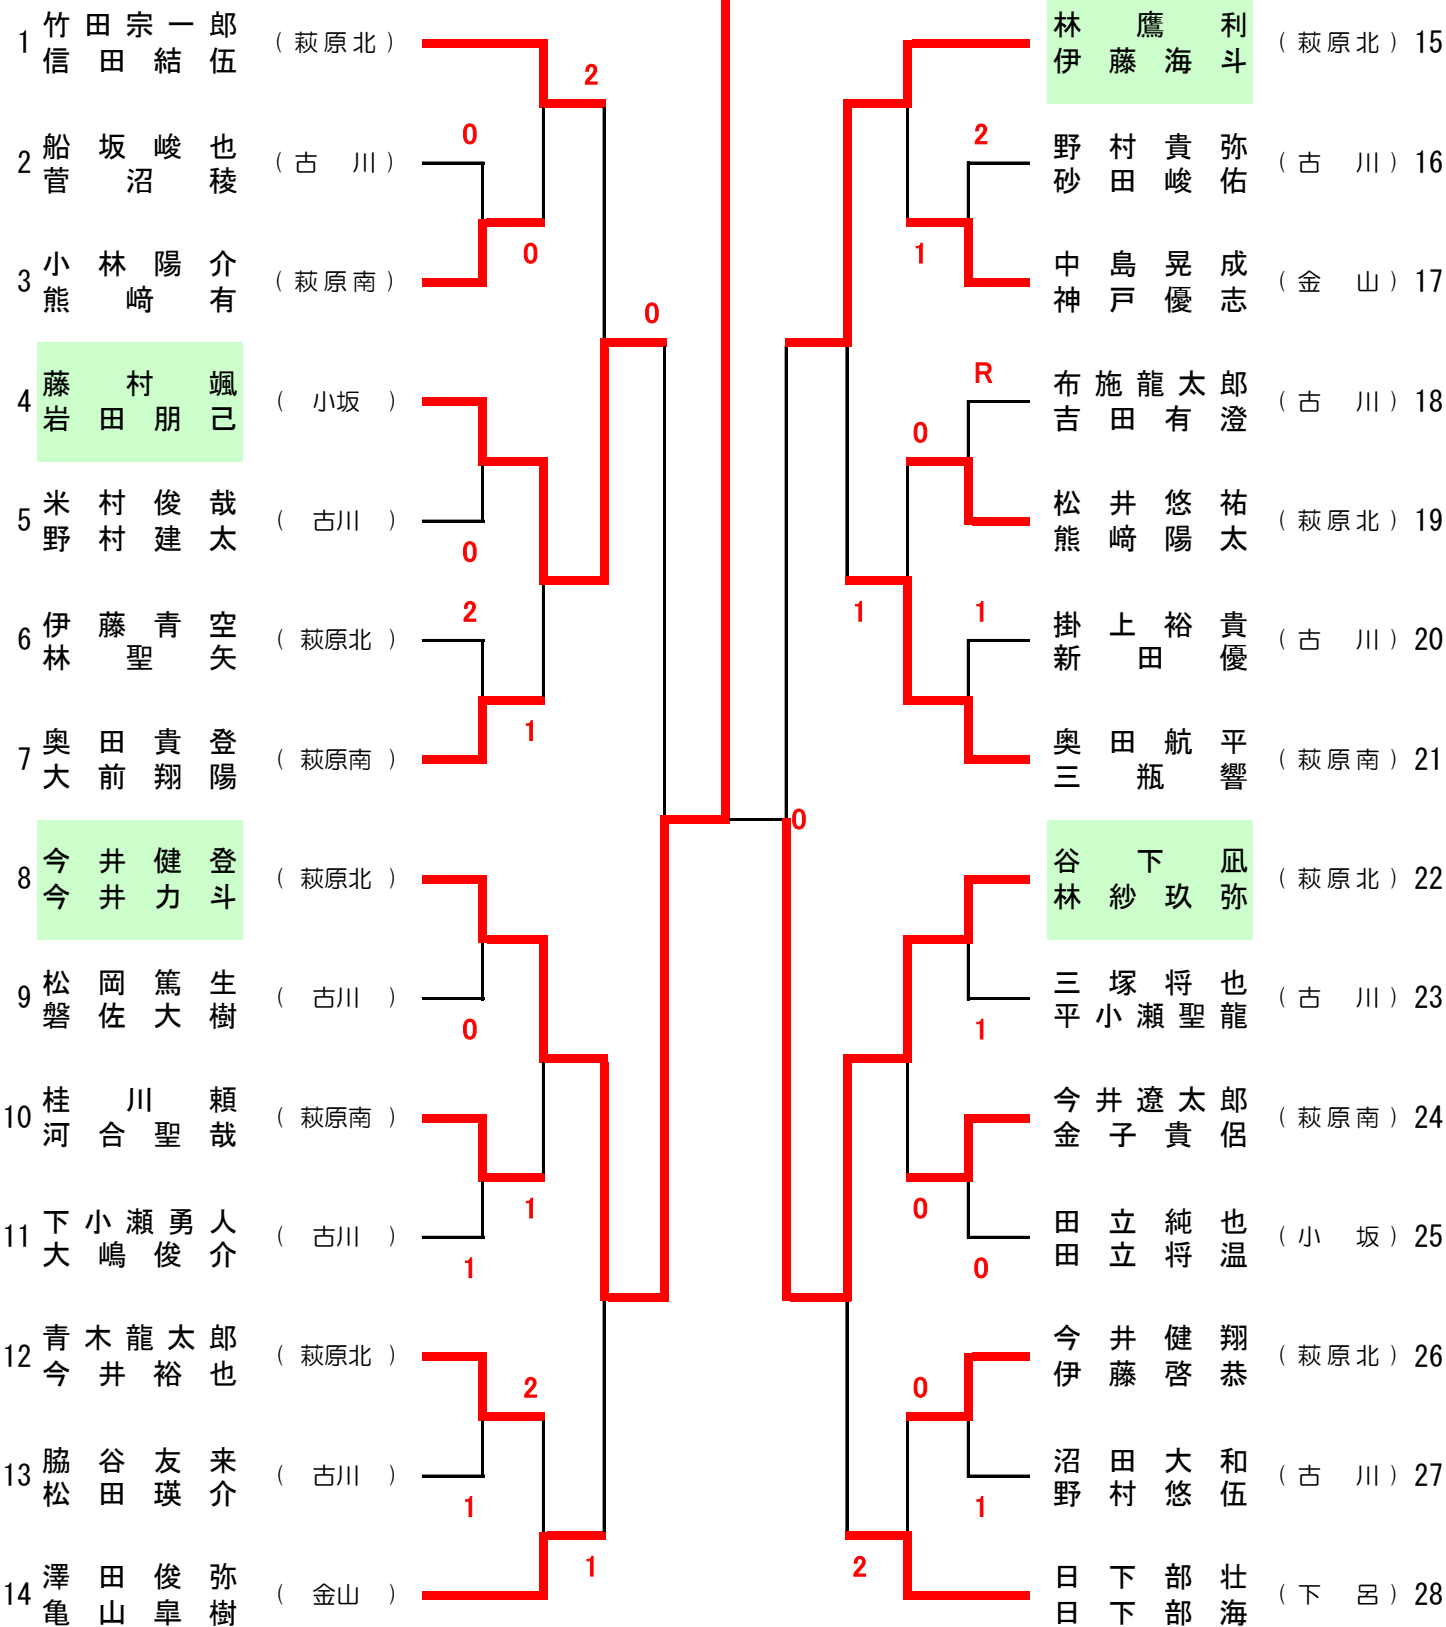 1 竹田宗一郎 (萩原北)
信田結伍
2 船坂峻也 (古川)
菅沼稜
3 小林陽介 (萩原南)
熊﨑有
4 藤村颯 (小坂)
岩田朋己
5 米村俊哉 (古川)
野村建太
6 伊藤青空 (萩原北)
林聖矢
7 奥田貴登 (萩原南)
大前翔陽
8 今井健登 (萩原北)
今井力斗
9 松岡篤生 (古川)
磐佐大樹
10 桂川頼 (萩原南)
河合聖哉
11 下小瀬勇人 (古川)
大嶋俊介
12 青木龍太郎 (萩原北)
今井裕也
13 脇谷友来 (古川)
松田瑛介
14 澤田俊弥 (金山)
亀山皐樹
2
0
0
0
0
2
1
0
1
1
2
1
1
0
2
1
R
0
1
1
1
0
0
0
1
2
林鷹利 (萩原北) 15
伊藤海斗
野村貴弥 (古川) 16
砂田峻佑
中島晃成 (金山) 17
神戸優志
布施龍太郎 (古川) 18
吉田有澄
松井悠祐 (萩原北) 19
熊﨑陽太
掛上裕貴 (古川) 20
新田優
奥田航平 (萩原南) 21
三瓶響
谷下凪 (萩原北) 22
林紗玖弥
三塚将也 (古川) 23
平小瀬聖龍
今井遼太郎 (萩原南) 24
金子貴侶
田立純也 (小坂) 25
田立将温
今井健翔 (萩原北) 26
伊藤啓恭
沼田大和 (古川) 27
野村悠伍
日下部壮 (下呂) 28
日下部海